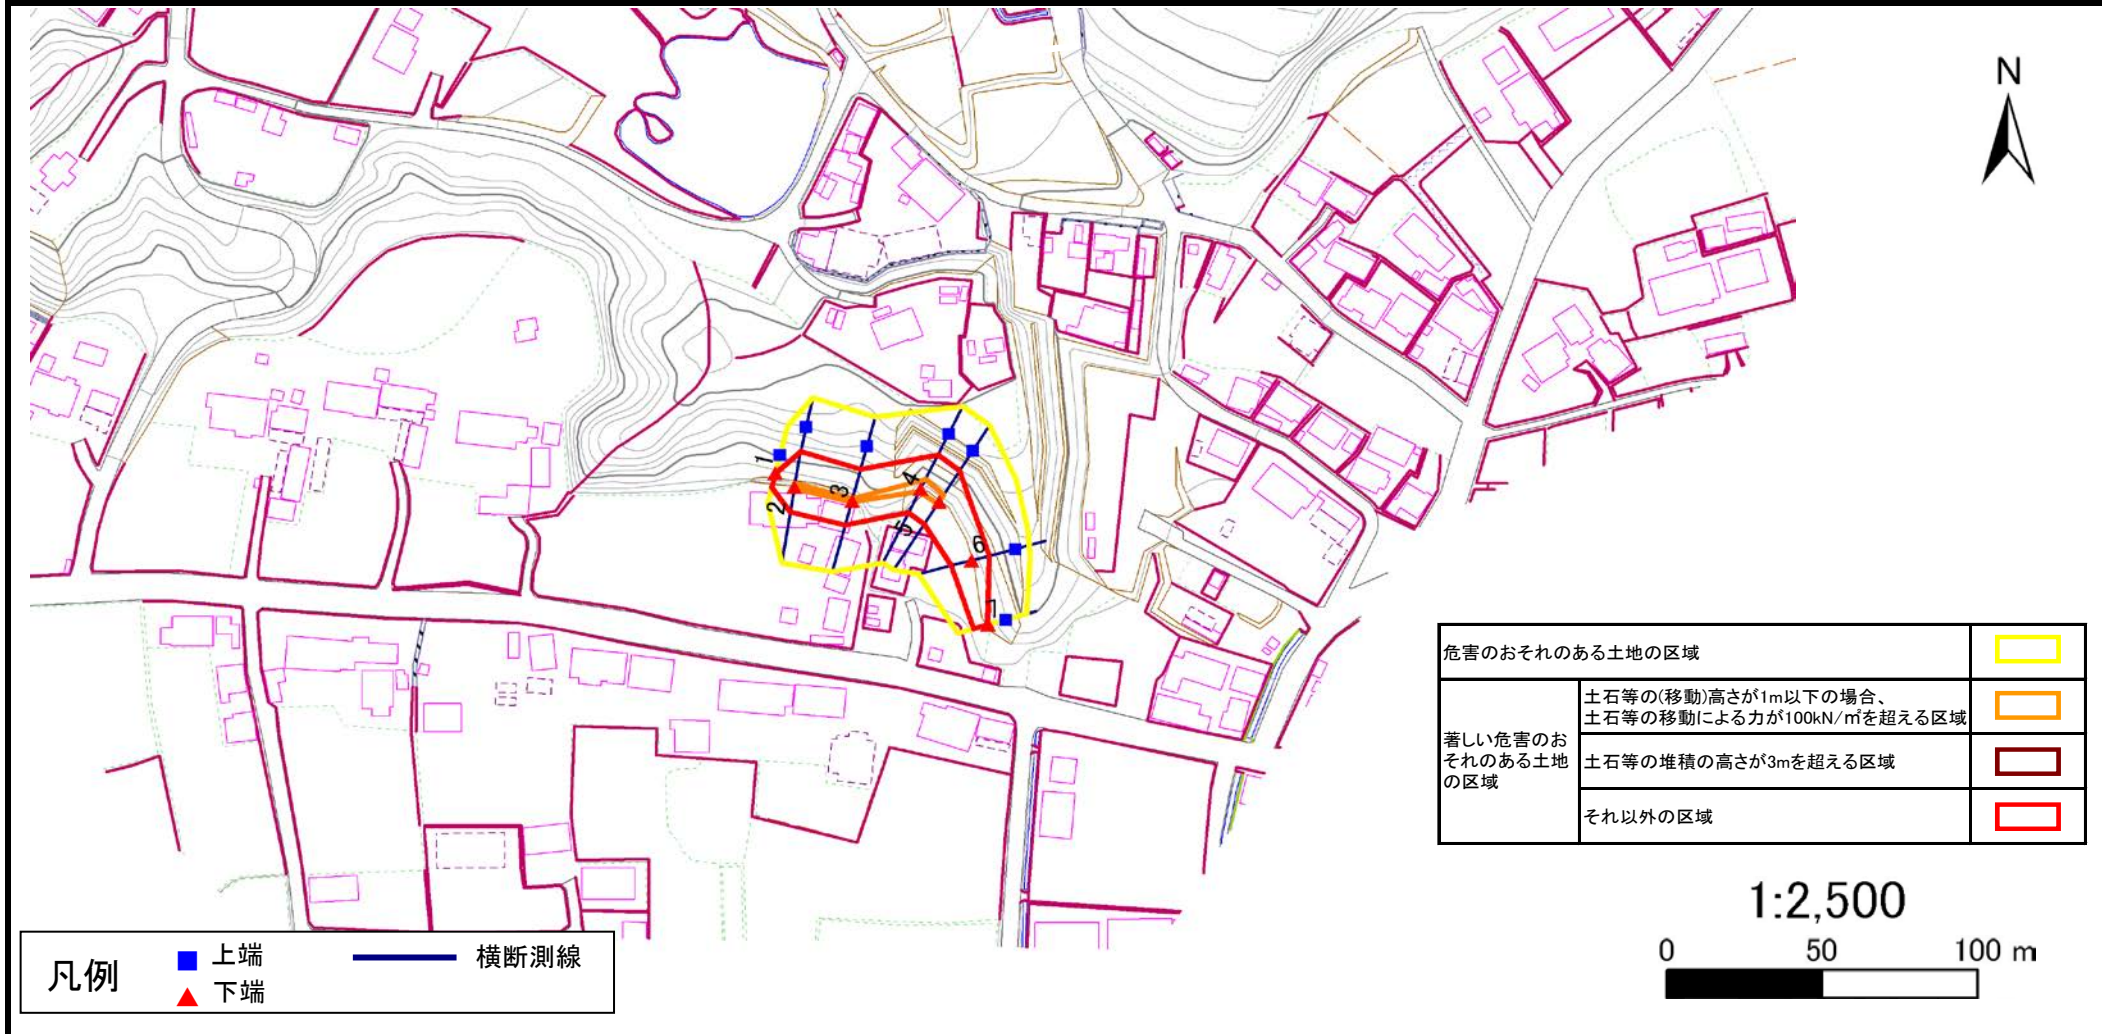 N
1
2
3
4
5
6
7
危害のおそれのある土地の区域
著しい危害のお
それのある土地
の区域
土石等の(移動)高さが1m以下の場合、
土石等の移動による力が100kN/㎡を超える区域
土石等の堆積の高さが3mを超える区域
それ以外の区域
1:2,500
0 50 100 m
凡例
上端
下端
横断測線